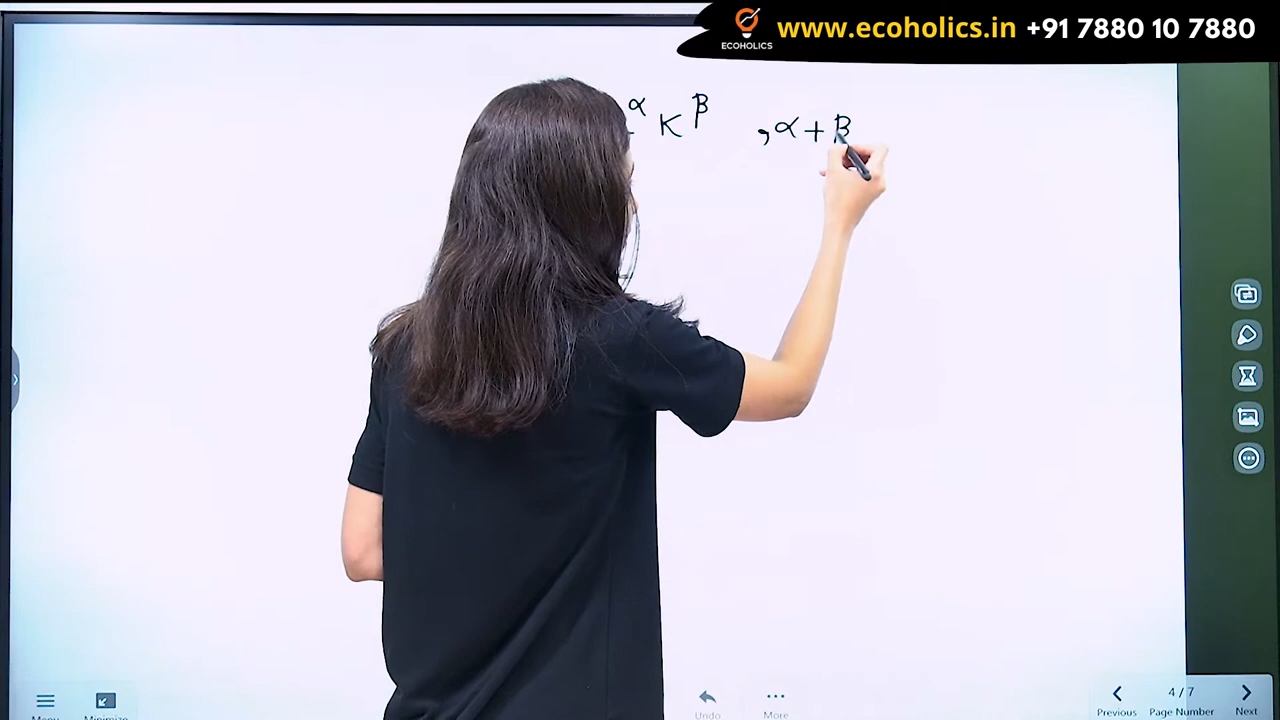 www.ecoholics.in +91 7880 10 7880
ECOHOLICS
α K β , α + β
4 / 7
Menu Minimize Undo More Previous Page Number Next